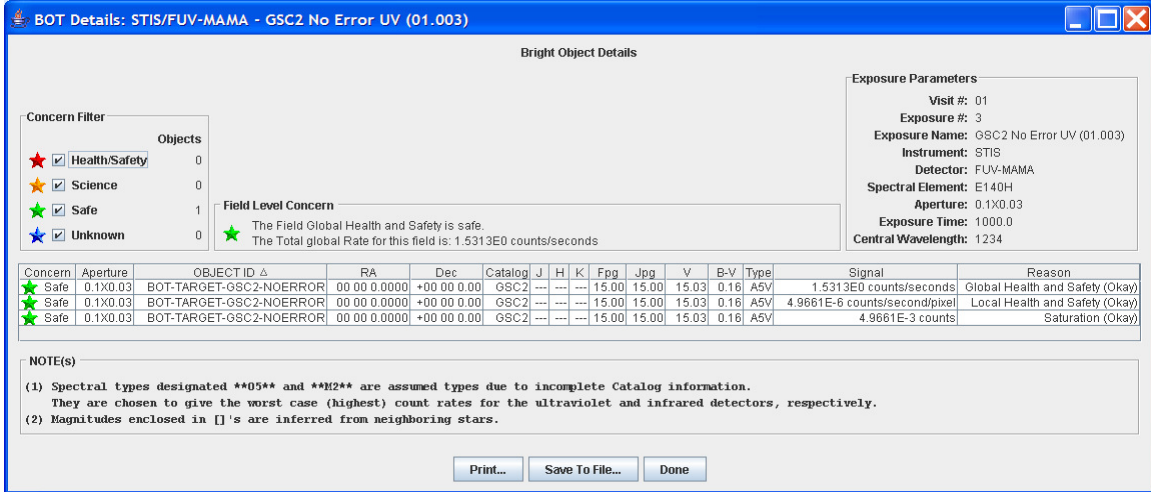 BOT Details: STIS/FUV-MAMA - GSC2 No Error UV (01.003)
Bright Object Details
Exposure Parameters
Visit #: 01
Exposure #: 3
Exposure Name: GSC2 No Error UV (01.003)
Instrument: STIS
Detector: FUV-MAMA
Spectral Element: E140H
Aperture: 0.1X0.03
Exposure Time: 1000.0
Central Wavelength: 1234
Concern Filter
Objects
Health/Safety 0
Science 0
Safe 1
Unknown 0
Field Level Concern
The Field Global Health and Safety is safe.
The Total global Rate for this field is: 1.5313E0 counts/seconds
Concern Aperture OBJECT ID △ RA Dec Catalog J H K Fpg Jpg V B-V Type Signal Reason
Safe 0.1X0.03 BOT-TARGET-GSC2-NOERROR 00 00 0.0000 +00 00 0.00 GSC2 --- --- --- 15.00 15.00 15.03 0.16 A5V 1.5313E0 counts/seconds Global Health and Safety (Okay)
Safe 0.1X0.03 BOT-TARGET-GSC2-NOERROR 00 00 0.0000 +00 00 0.00 GSC2 --- --- --- 15.00 15.00 15.03 0.16 A5V 4.9661E-6 counts/second/pixel Local Health and Safety (Okay)
Safe 0.1X0.03 BOT-TARGET-GSC2-NOERROR 00 00 0.0000 +00 00 0.00 GSC2 --- --- --- 15.00 15.00 15.03 0.16 A5V 4.9661E-3 counts Saturation (Okay)
NOTE(s)
(1) Spectral types designated **O5** and **M2** are assumed types due to incomplete Catalog information.
They are chosen to give the worst case (highest) count rates for the ultraviolet and infrared detectors, respectively.
(2) Magnitudes enclosed in []'s are inferred from neighboring stars.
Print... Save To File... Done